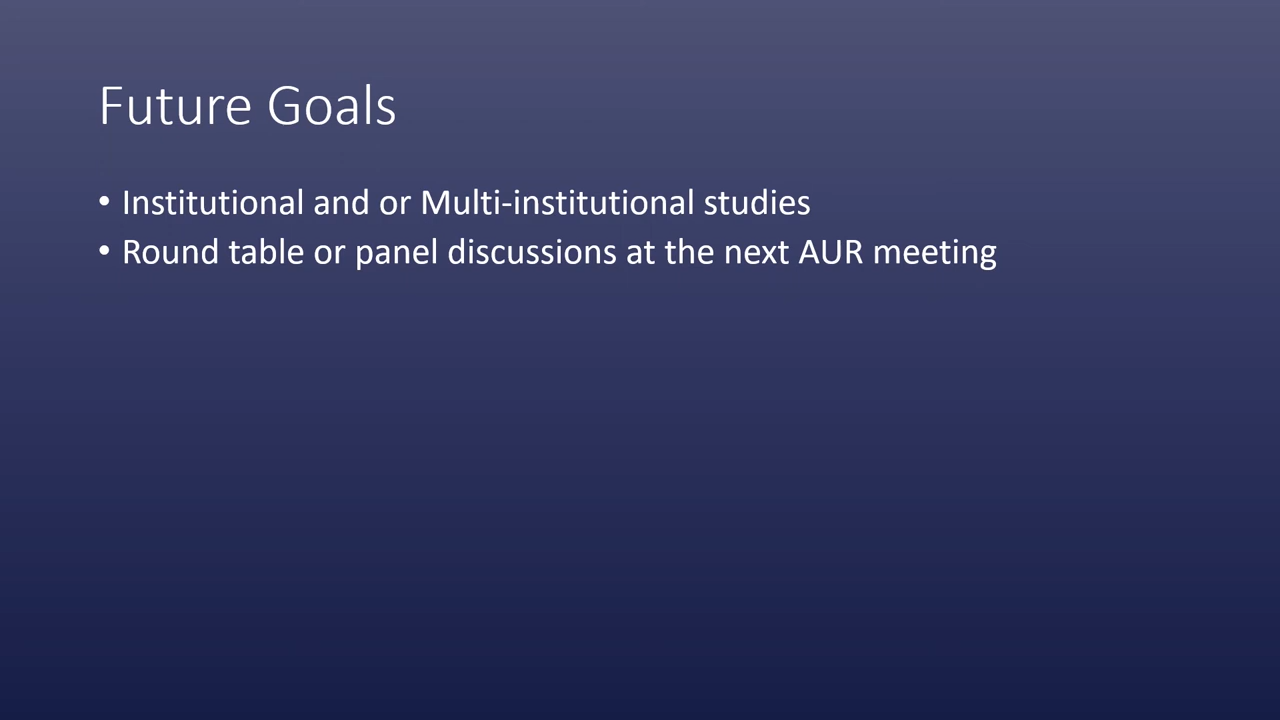 Future Goals
• Institutional and or Multi-institutional studies
• Round table or panel discussions at the next AUR meeting